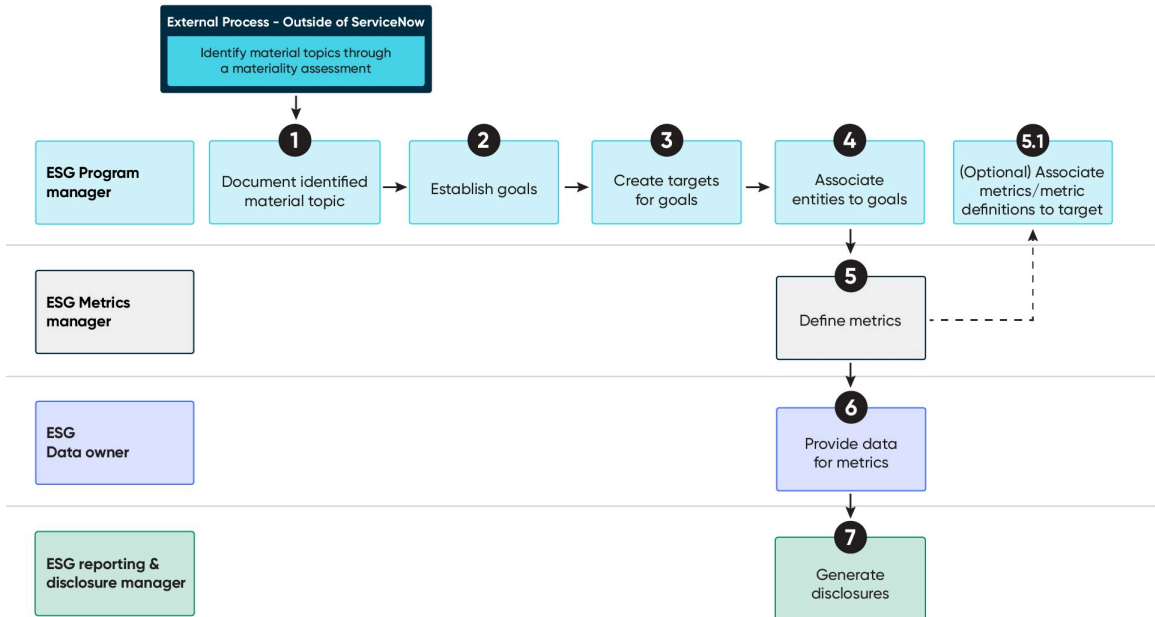 External Process - Outside of ServiceNow
Identify material topics through
a materiality assessment
ESG Program
manager
1
Document identified
material topic
2
Establish goals
3
Create targets
for goals
4
Associate
entities to goals
5.1
(Optional) Associate
metrics/metric
definitions to target
ESG Metrics
manager
5
Define metrics
ESG
Data owner
6
Provide data
for metrics
ESG reporting &
disclosure manager
7
Generate
disclosures